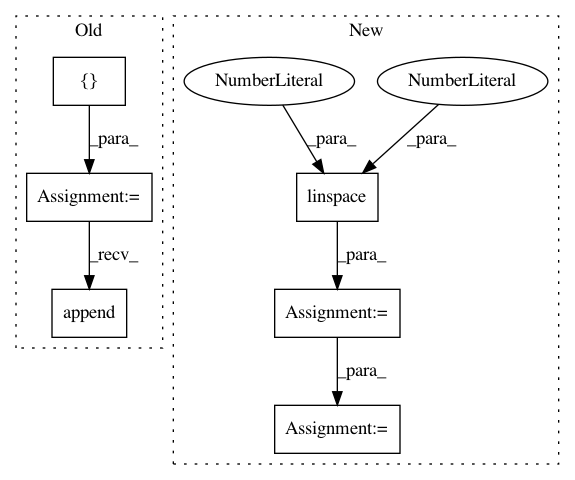 Old
New
{}
NumberLiteral
NumberLiteral
_para_
_para_
_para_
Assignment:=
linspace
_recv_
_para_
append
Assignment:=
_para_
Assignment:=